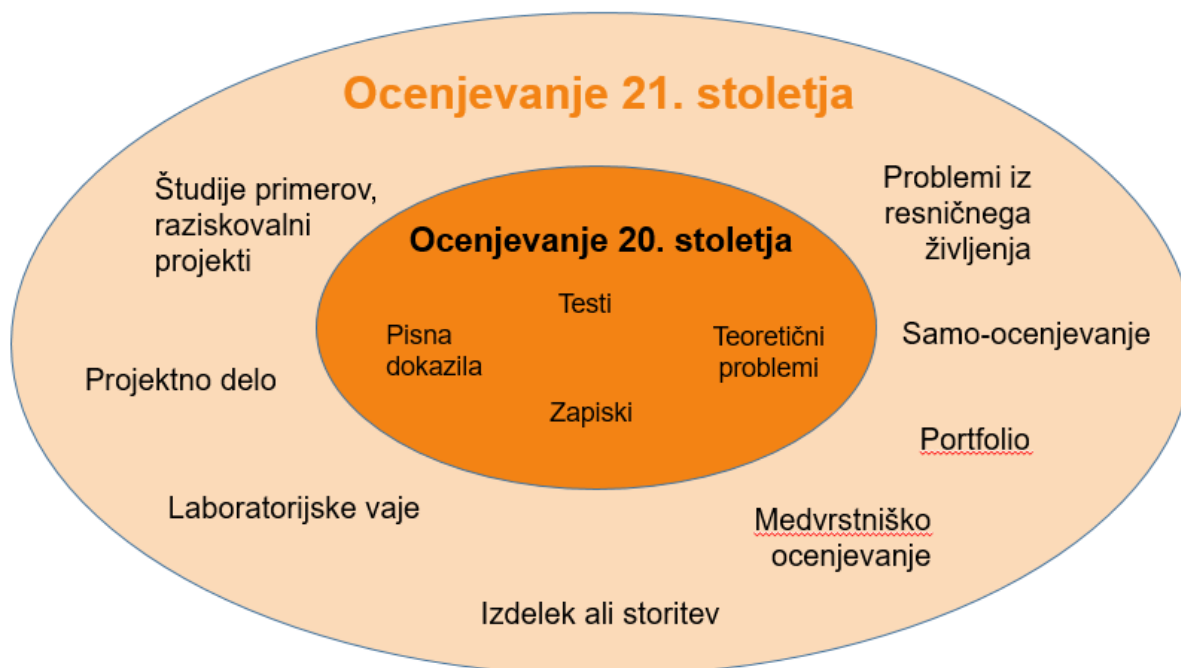 Ocenjevanje 21. stoletja
Študije primerov,
raziskovalni
projekti
Problemi iz
resničnega
življenja
Ocenjevanje 20. stoletja
Testi
Pisna
dokazila
Teoretični
problemi
Zapiski
Samo-ocenjevanje
Projektno delo
Portfolio
Laboratorijske vaje
Medvrstniško
ocenjevanje
Izdelek ali storitev